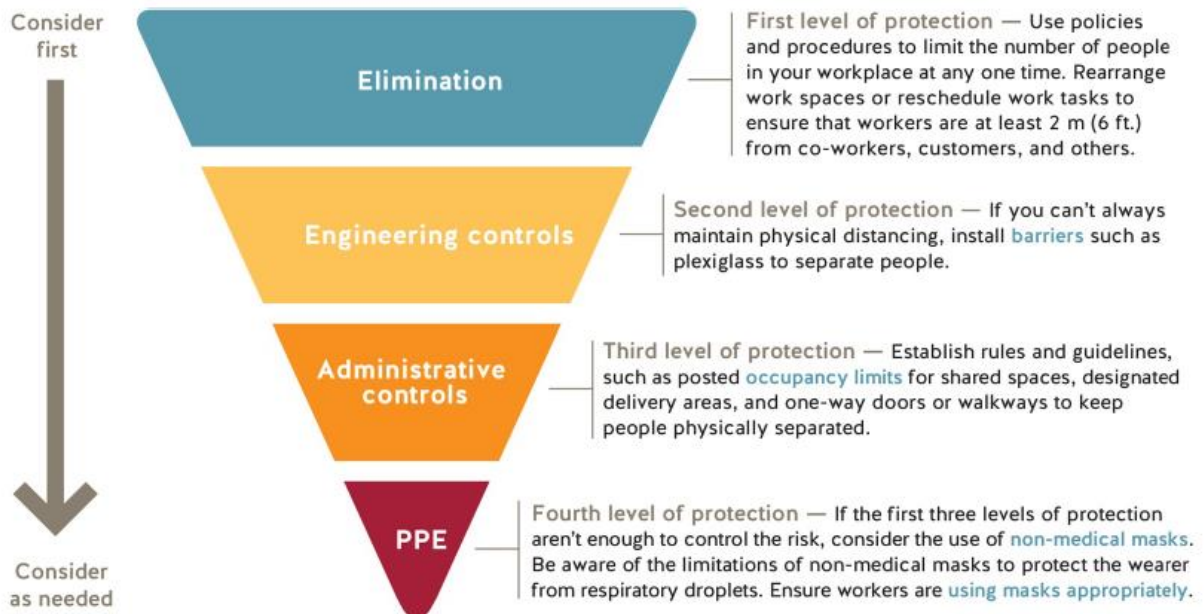 Consider
first
Elimination
First level of protection — Use policies
and procedures to limit the number of people
in your workplace at any one time. Rearrange
work spaces or reschedule work tasks to
ensure that workers are at least 2 m (6 ft.)
from co-workers, customers, and others.
Engineering controls
Second level of protection — If you can't always
maintain physical distancing, install barriers such as
plexiglass to separate people.
Administrative
controls
Third level of protection — Establish rules and guidelines,
such as posted occupancy limits for shared spaces, designated
delivery areas, and one-way doors or walkways to keep
people physically separated.
PPE
Fourth level of protection — If the first three levels of protection
aren't enough to control the risk, consider the use of non-medical masks.
Be aware of the limitations of non-medical masks to protect the wearer
from respiratory droplets. Ensure workers are using masks appropriately.
Consider
as needed